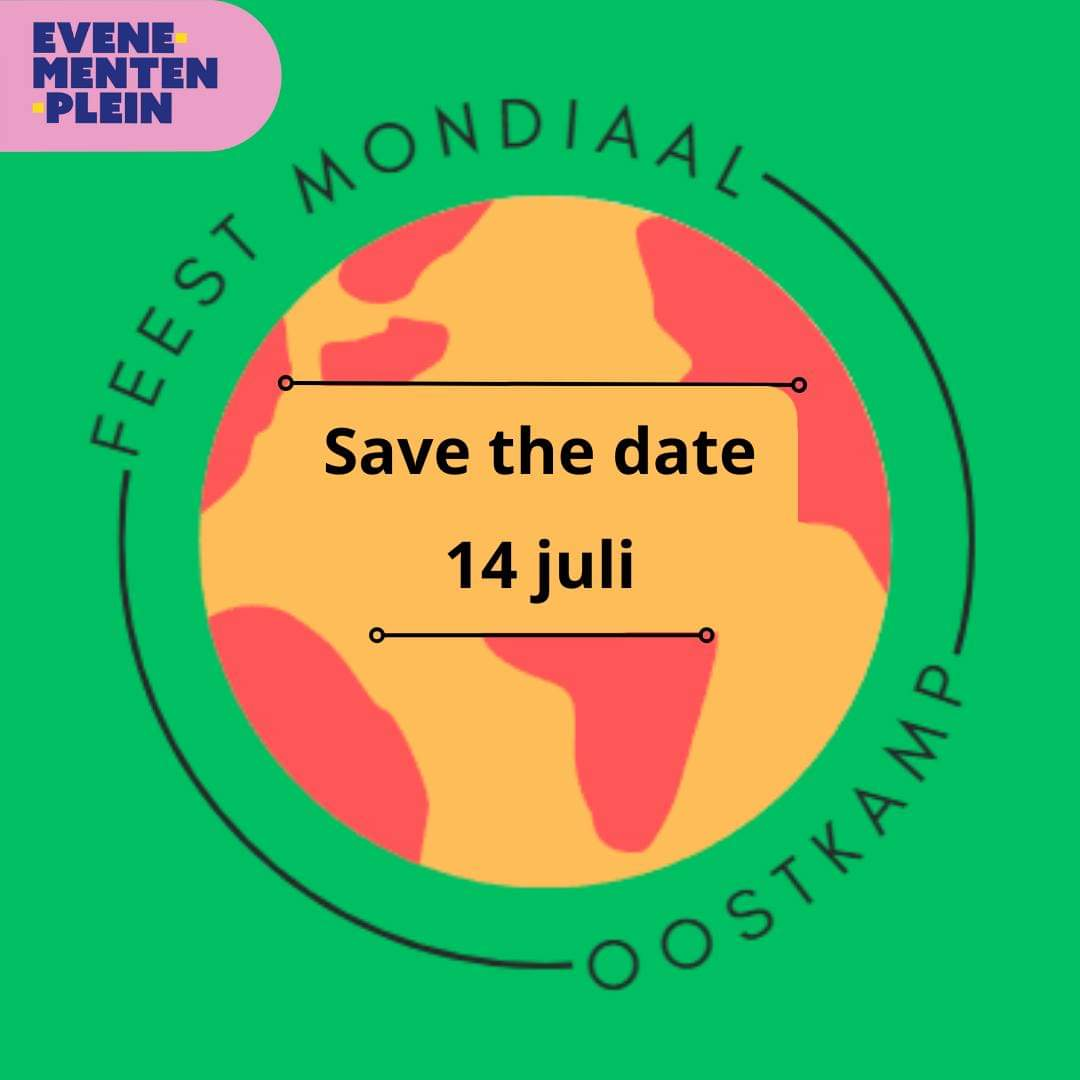 EVENE-
MENTEN
-PLEIN
FEEST MONDIAAL
Save the date
14 juli
OOSTKAMP